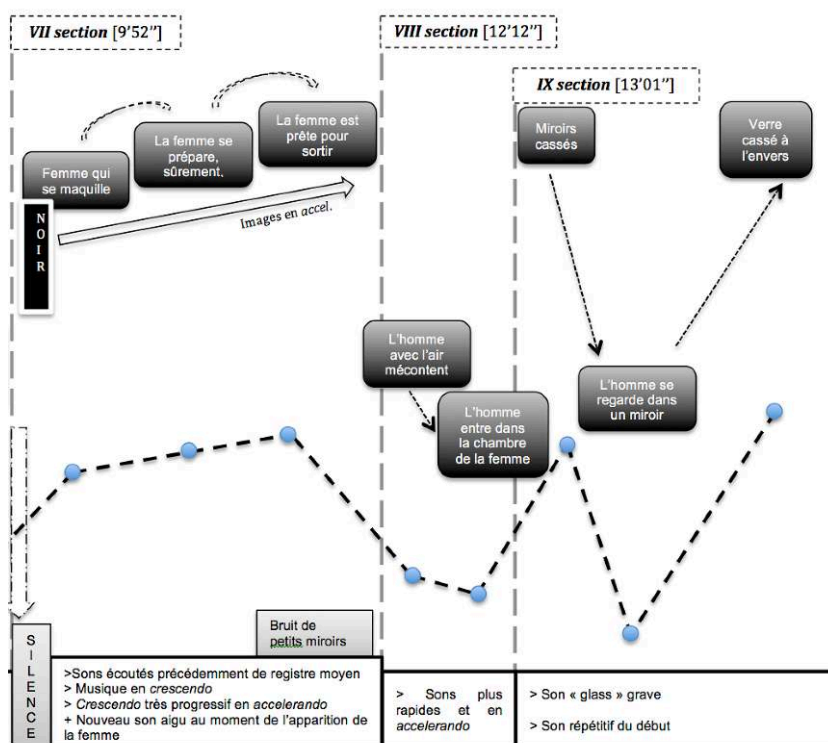 VII section [9’52’’]
VIII section [12’12’’]
IX section [13’01’’]
Femme qui
se maquille
La femme se
prépare,
sûrement.
La femme est
prête pour
sortir
Miroirs
cassés
Verre
cassé à
l’envers
N
O
I
R
Images en accel.
L’homme
avec l’air
mécontent
L’homme
entre dans
la chambre
de la femme
L’homme se
regarde dans
un miroir
S
I
L
E
N
C
E
Bruit de
petits miroirs
>Sons écoutés précédemment de registre moyen
> Musique en crescendo
> Crescendo très progressif en accelerando
+ Nouveau son aigu au moment de l’apparition de
la femme
> Sons plus
rapides et en
accelerando
> Son « glass » grave
> Son répétitif du début